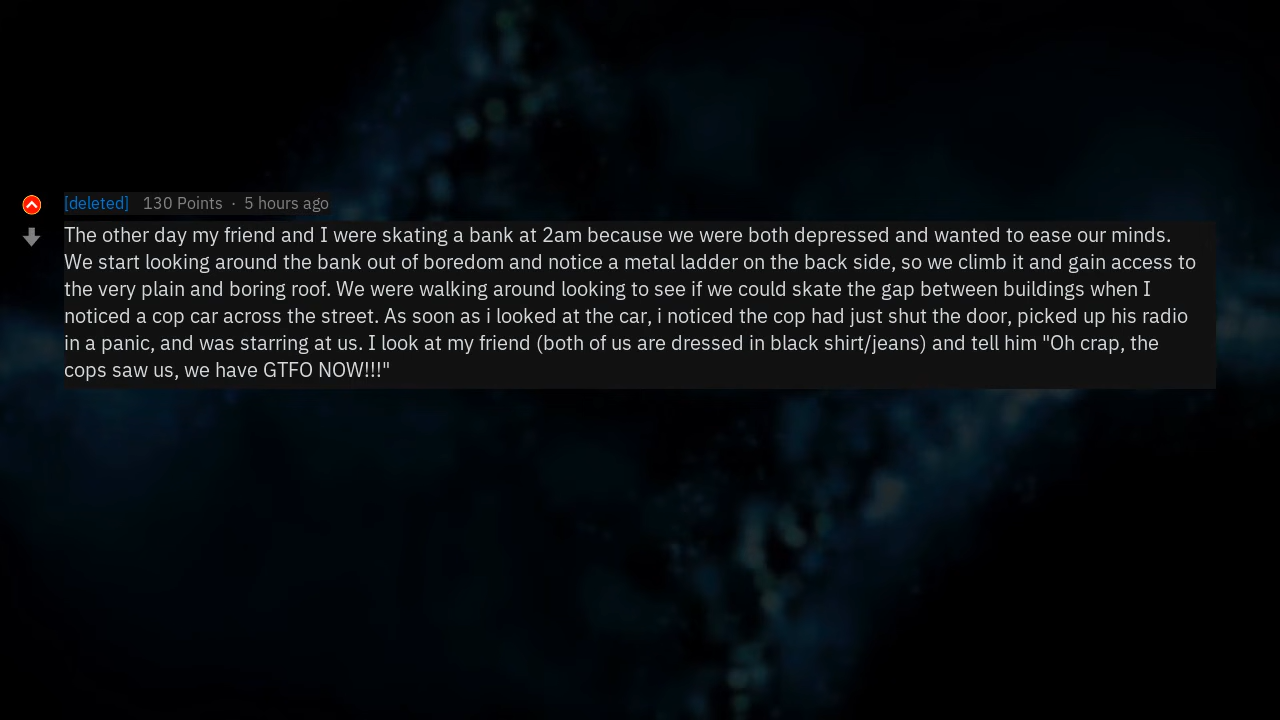 [deleted] 130 Points · 5 hours ago
The other day my friend and I were skating a bank at 2am because we were both depressed and wanted to ease our minds.
We start looking around the bank out of boredom and notice a metal ladder on the back side, so we climb it and gain access to
the very plain and boring roof. We were walking around looking to see if we could skate the gap between buildings when I
noticed a cop car across the street. As soon as i looked at the car, i noticed the cop had just shut the door, picked up his radio
in a panic, and was starring at us. I look at my friend (both of us are dressed in black shirt/jeans) and tell him "Oh crap, the
cops saw us, we have GTFO NOW!!!"